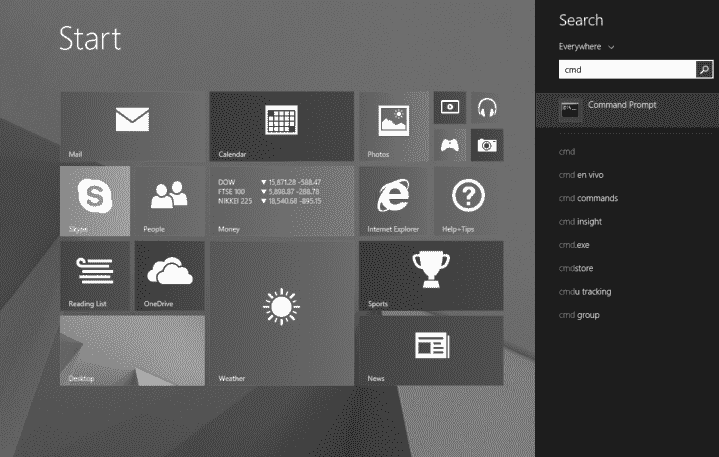 Start
Mail
Calendar
Photos
Skype
People
DOW ▼ 15,871.28 -588.47
FTSE 100 ▼ 5,898.87 -288.78
NIKKEI 225 ▼ 18,540.68 -895.15
Money
Internet Explorer
Help+Tips
Reading List
OneDrive
Weather
Sports
Desktop
News
Search
Everywhere
cmd
Command Prompt
cmd
cmd en vivo
cmd commands
cmd insight
cmd.exe
cmdstore
cmdu tracking
cmd group